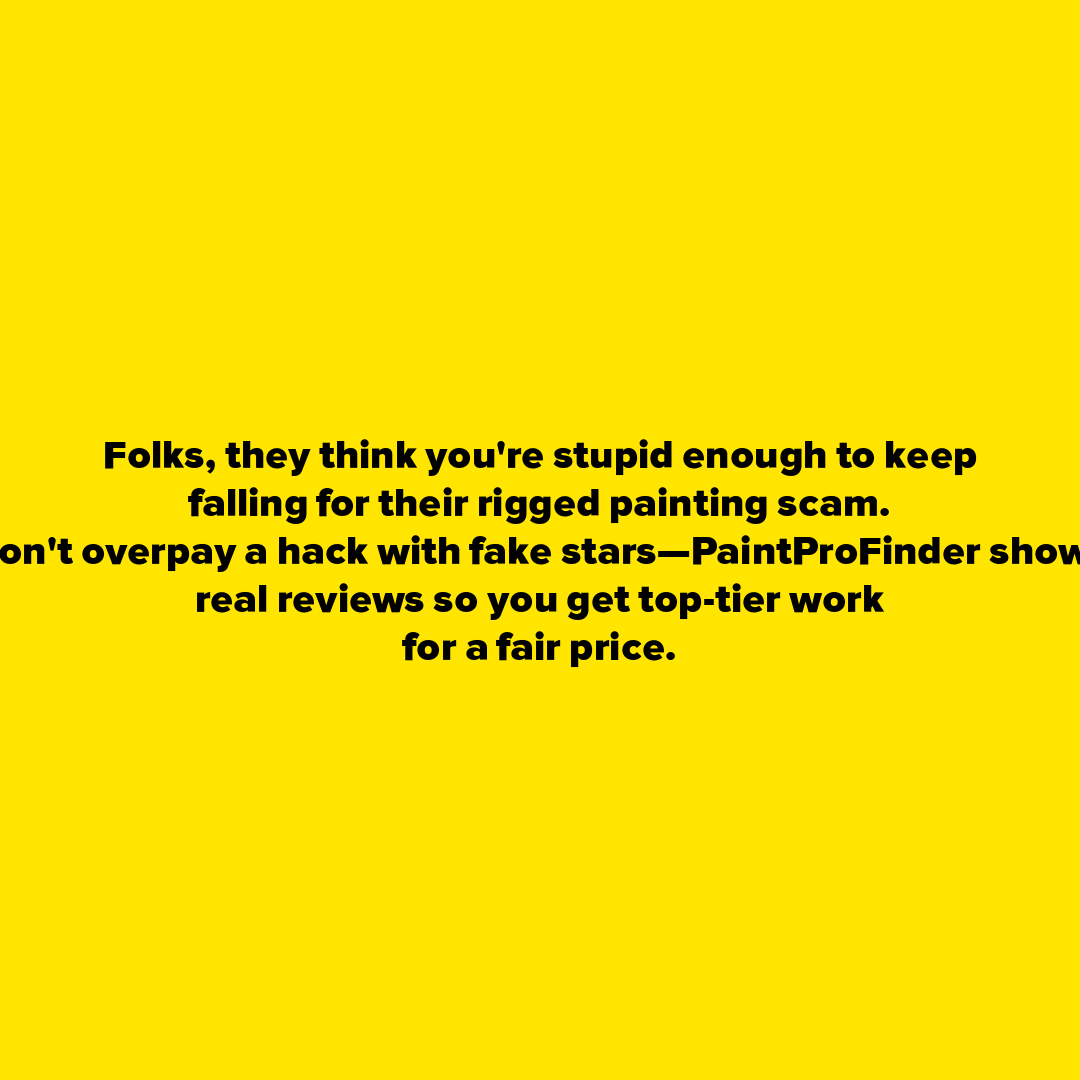 Folks, they think you're stupid enough to keep
falling for their rigged painting scam.
on't overpay a hack with fake stars—PaintProFinder show
real reviews so you get top-tier work
for a fair price.